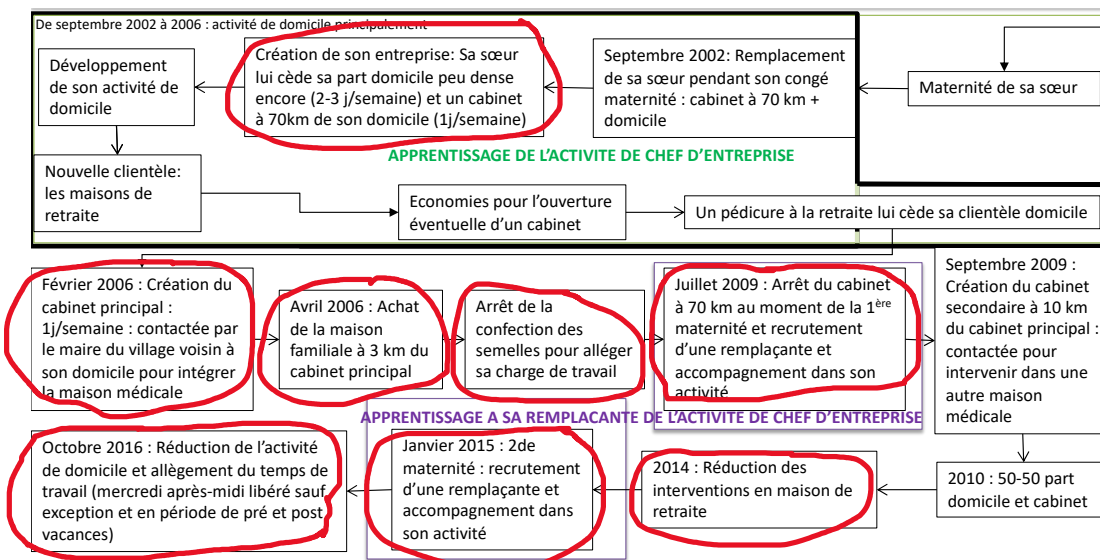 De septembre 2002 à 2006 : activité de domicile principalement
Développement
de son activité de
domicile
Création de son entreprise: Sa
sœur
lui cède sa part domicile peu dense
encore (2-3 j/semaine) et un cabinet
à 70km de son domicile (1j/semaine)
Septembre 2002: Remplacement
de sa sœur pendant son congé
maternité : cabinet à 70 km +
domicile
Maternité de sa sœur
APPRENTISSAGE DE L'ACTIVITE DE CHEF D'ENTREPRISE
Nouvelle clientèle:
les maisons de
retraite
Economies pour l'ouverture
éventuelle d'un cabinet
Un pédicure à la retraite lui cède sa clientèle domicile
Février 2006 : Création du
cabinet principal :
1j/semaine : contactée par
le maire du village voisin à
son domicile pour intégrer
la maison médicale
Avril 2006 : Achat
de la maison
familiale à 3 km du
cabinet principal
Arrêt de la
confection des
semelles pour alléger
sa charge de travail
Juillet 2009 : Arrêt du cabinet
à 70 km au moment de la 1ère
maternité et recrutement
d'une remplaçante et
accompagnement dans son
activité
Septembre 2009 :
Création du cabinet
secondaire à 10 km
du cabinet principal :
contactée pour
intervenir dans une
autre maison
médicale
APPRENTISSAGE A SA REMPLACANTE DE L'ACTIVITE DE CHEF D'ENTREPRISE
Octobre 2016 : Réduction de l'activité
de domicile et allègement du temps de
travail (mercredi après-midi libéré sauf
exception et en période de pré et post
vacances)
Janvier 2015 : 2de
maternité : recrutement
d'une remplaçante et
accompagnement dans
son activité
2014 : Réduction des
interventions en maison de
retraite
2010 : 50-50 part
domicile et cabinet